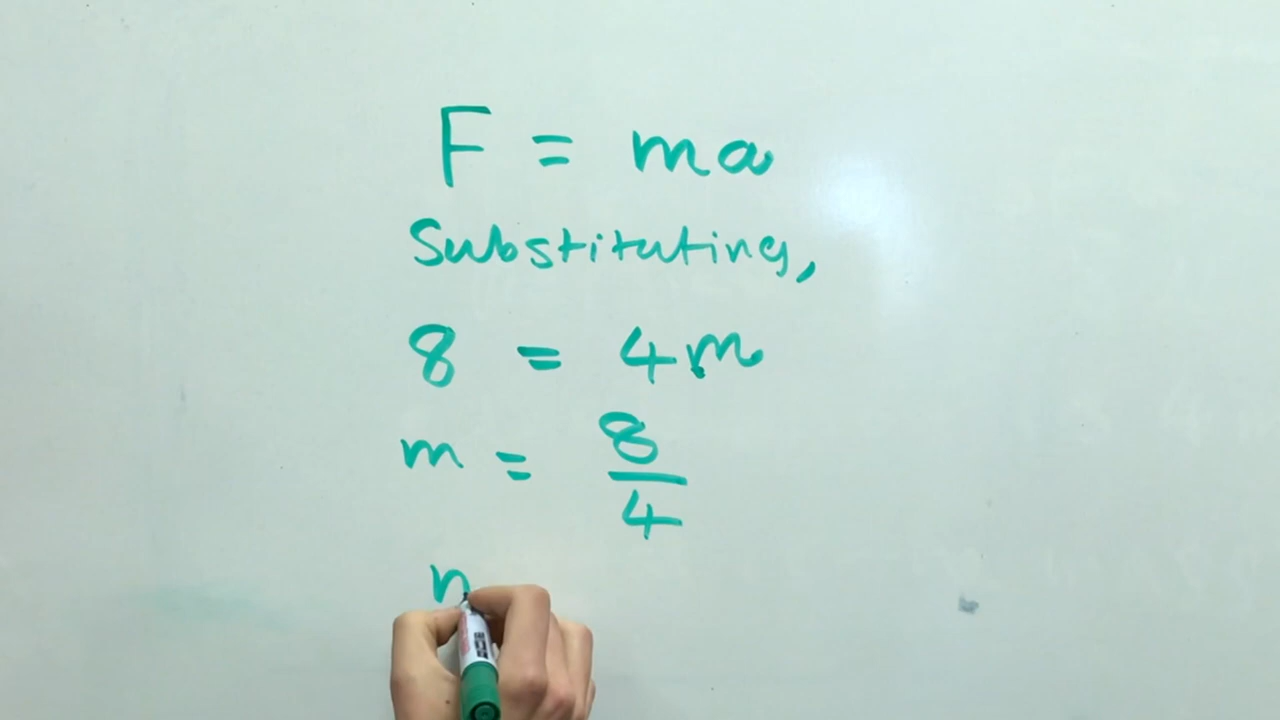 F = ma
Substituting,
8 = 4m
m = 8/4